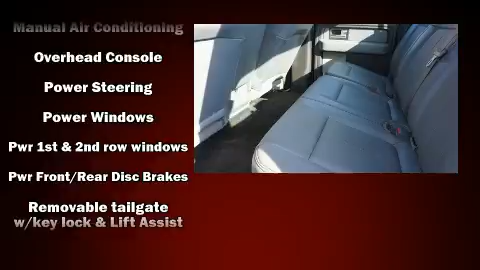 Manual Air Conditioning
Overhead Console
Power Steering
Power Windows
Pwr 1st & 2nd row windows
Pwr Front/Rear Disc Brakes
Removable tailgate
w/key lock & Lift Assist